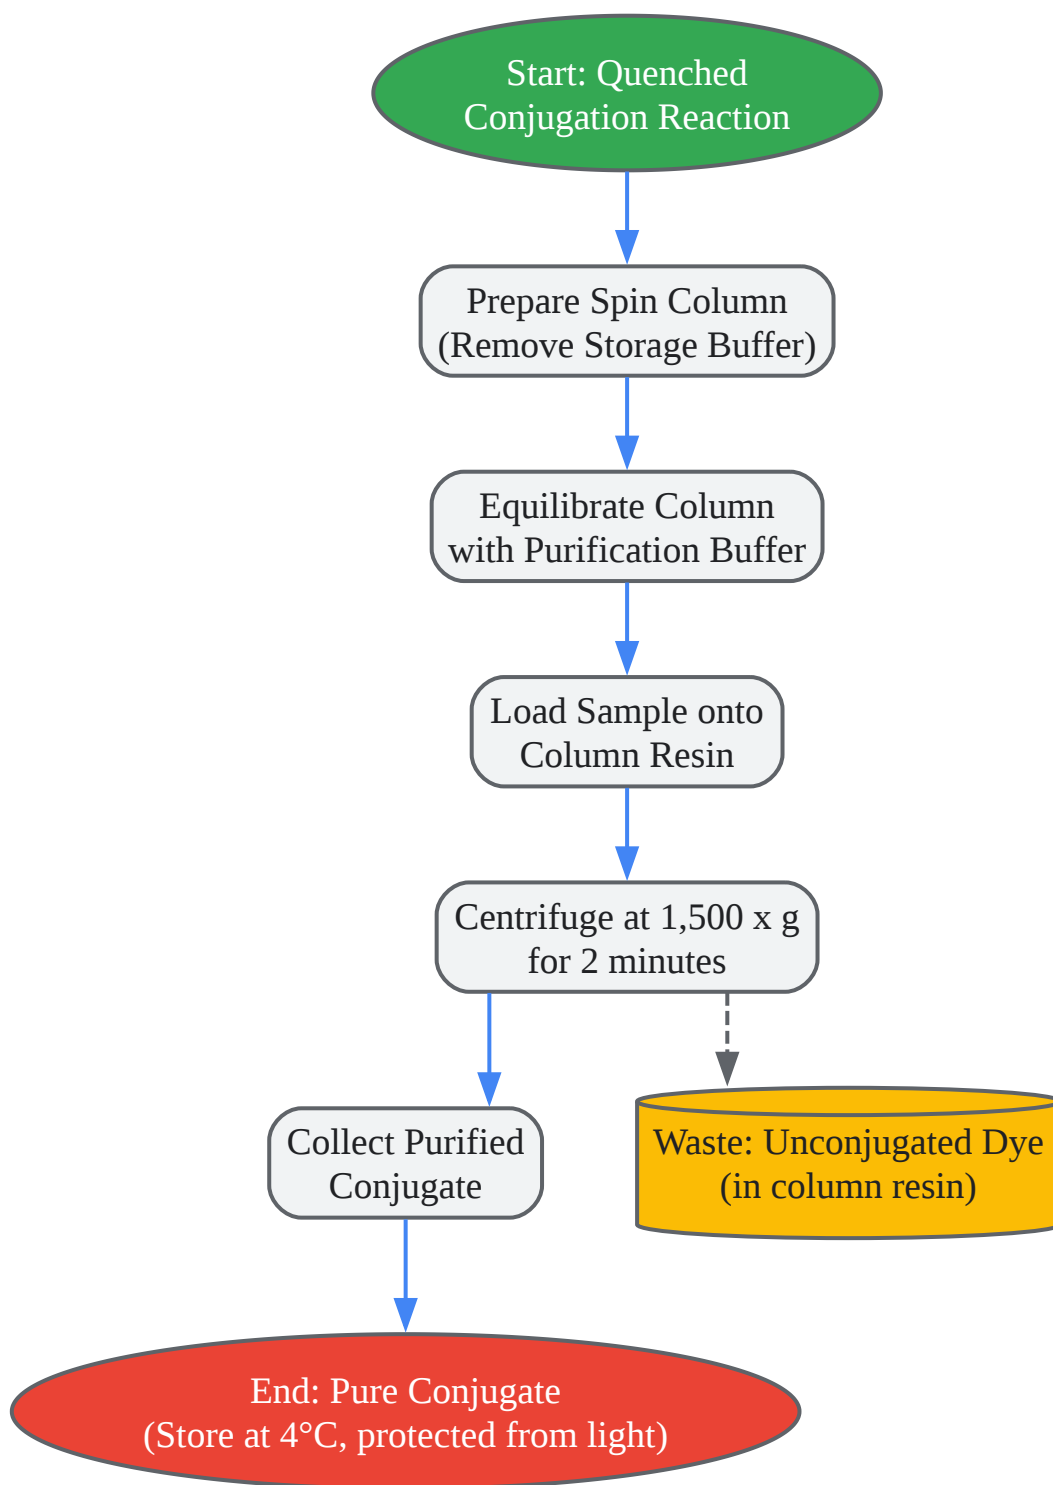 Start: Quenched
Conjugation Reaction
Prepare Spin Column
(Remove Storage Buffer)
Equilibrate Column
with Purification Buffer
Load Sample onto
Column Resin
Centrifuge at 1,500 x g
for 2 minutes
Collect Purified
Conjugate
Waste: Unconjugated Dye
(in column resin)
End: Pure Conjugate
(Store at 4°C, protected from light)